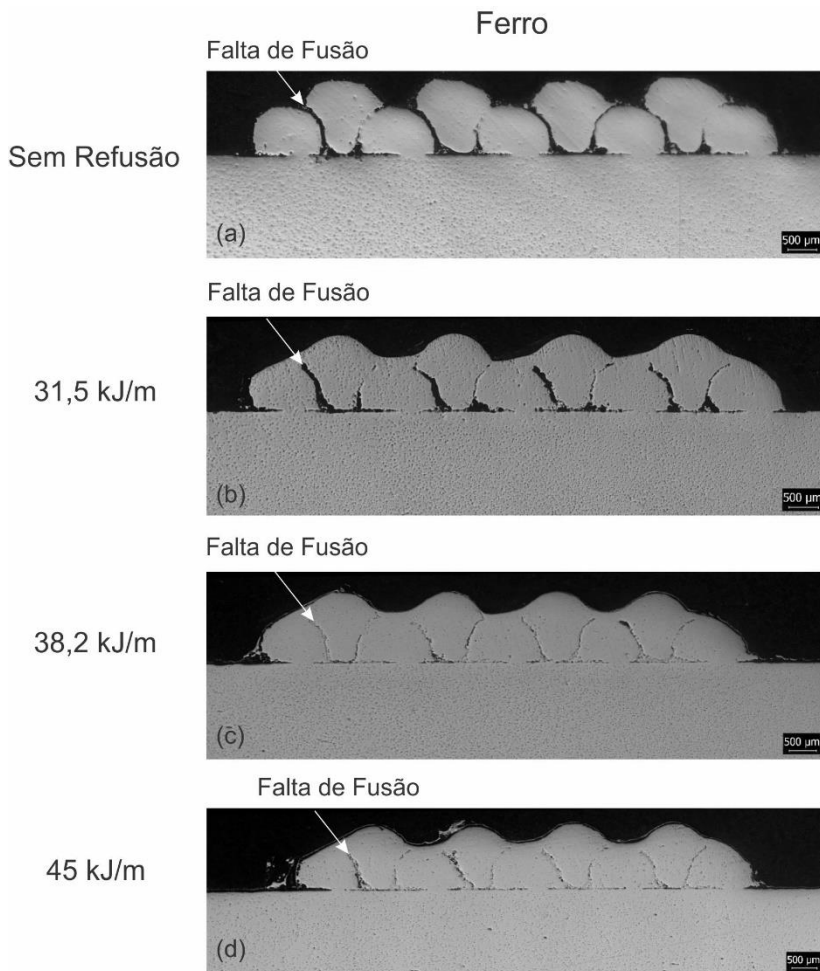 Ferro
Falta de Fusão
Sem Refusão
(a)
500 µm
Falta de Fusão
31,5 kJ/m
(b)
500 µm
Falta de Fusão
38,2 kJ/m
(c)
500 µm
Falta de Fusão
45 kJ/m
(d)
500 µm